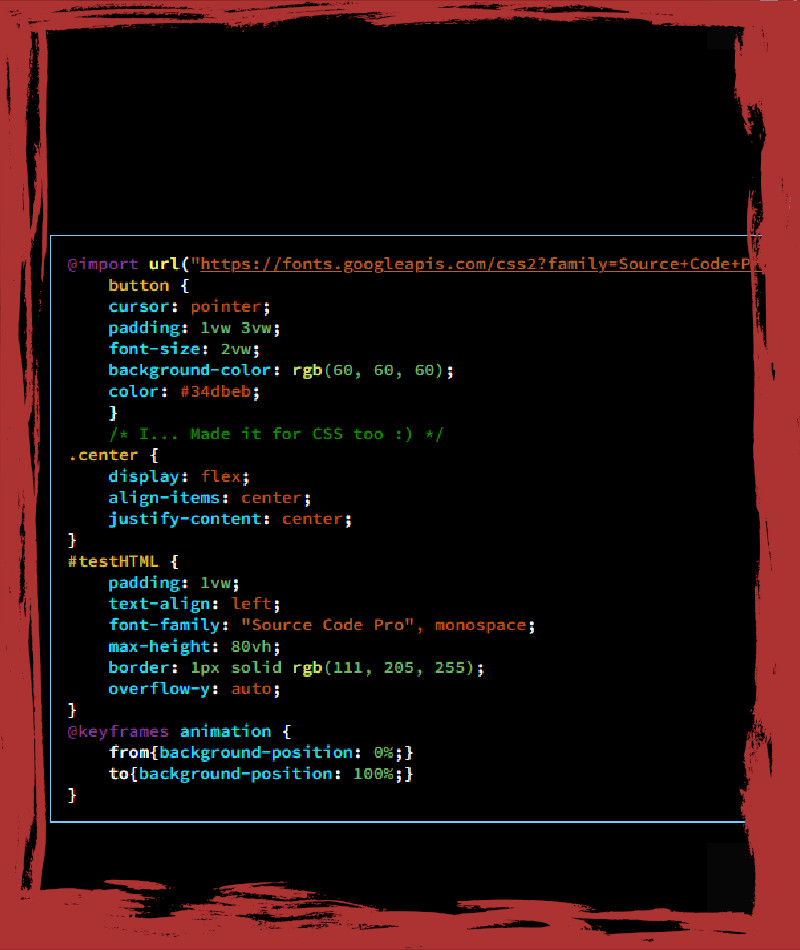 @import url("https://fonts.googleapis.com/css2?family=Source+Code+P
button {
cursor: pointer;
padding: 1vw 3vw;
font-size: 2vw;
background-color: rgb(60, 60, 60);
color: #34dbeb;
}
/* I... Made it for CSS too :) */
.center {
display: flex;
align-items: center;
justify-content: center;
}
#testHTML {
padding: 1vw;
text-align: left;
font-family: "Source Code Pro", monospace;
max-height: 80vh;
border: 1px solid rgb(111, 205, 255);
overflow-y: auto;
}
@keyframes animation {
from{background-position: 0%;}
to{background-position: 100%;}
}